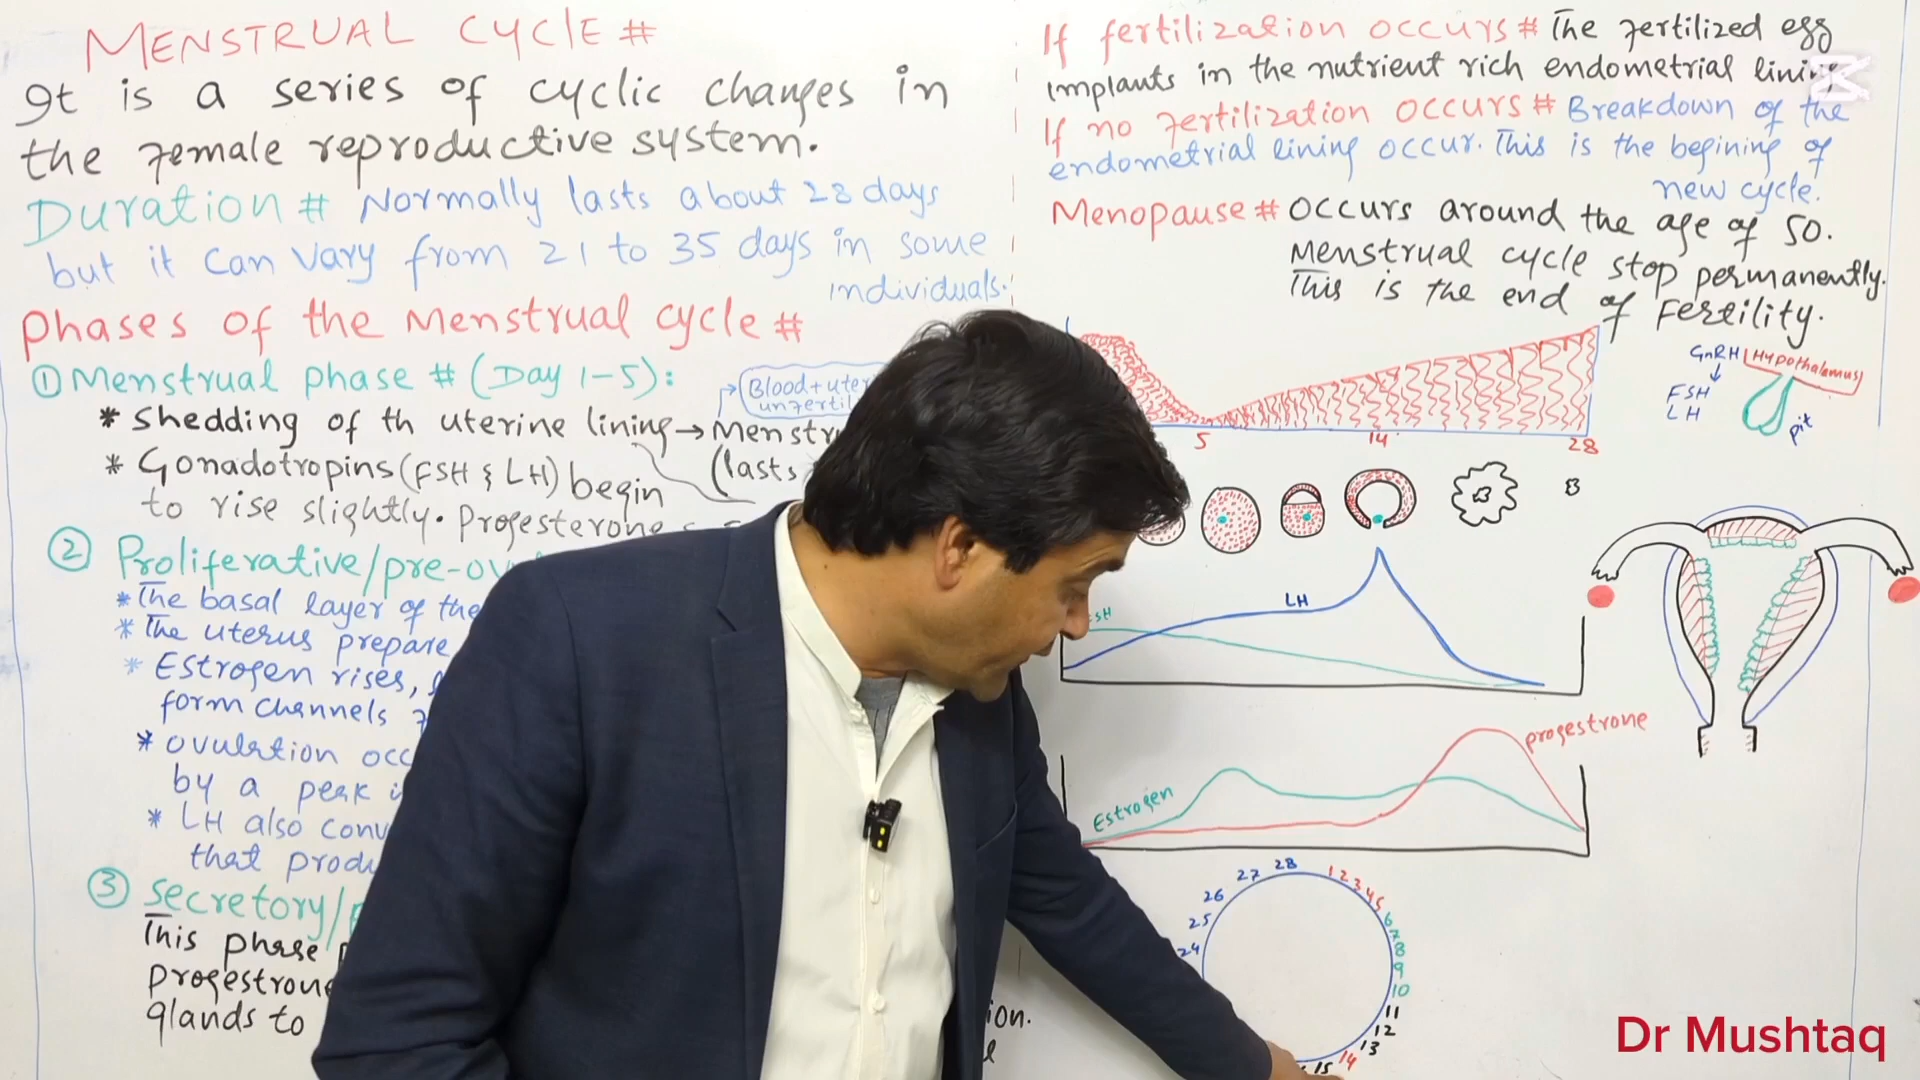 MENSTRUAL CYCLE #
It is a series of cyclic changes in
the female reproductive system.
Duration # Normally lasts about 28 days
but it can vary from 21 to 35 days in some
individuals.
Phases of the Menstrual cycle #
① Menstrual phase # (Day 1-5):
Blood + uter
unfertil
* Shedding of th uterine lining → Menstr
* Gonadotropins (FSH & LH) begin
(lasts
to rise slightly. Progesterone
② Proliferative/pre-ov
* The basal layer of the
* The uterus prepare
* Estrogen rises,
form channels
* ovulation occ
by a peak i
* LH also conv
that produ
③ Secretory/
This phase
progestrone
glands to
ion.
If fertilization occurs # The fertilized egg
implants in the nutrient rich endometrial lining
If no fertilization occurs # Breakdown of the
endometrial lining occur. This is the begining of
new cycle.
Menopause # Occurs around the age of 50.
Menstrual cycle stop permanently.
This is the end of Fertility.
GnRH Hypothalamus
FSH
LH
pit
5 14 28
LH
FSH
progestrone
Estrogen
28 1 2 3 4 5 6 7 8 9 10 11 12 13 14 15
24 25 26 27
Dr Mushtaq